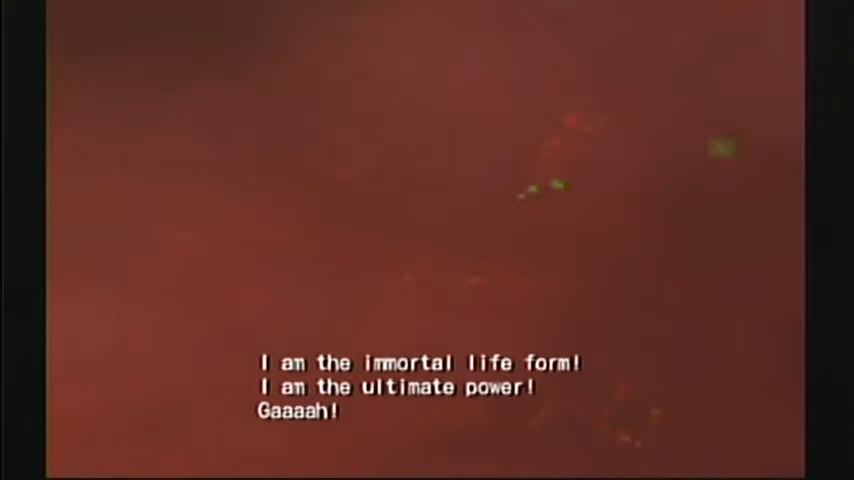 I am the immortal life form!
I am the ultimate power!
Gaaaah!